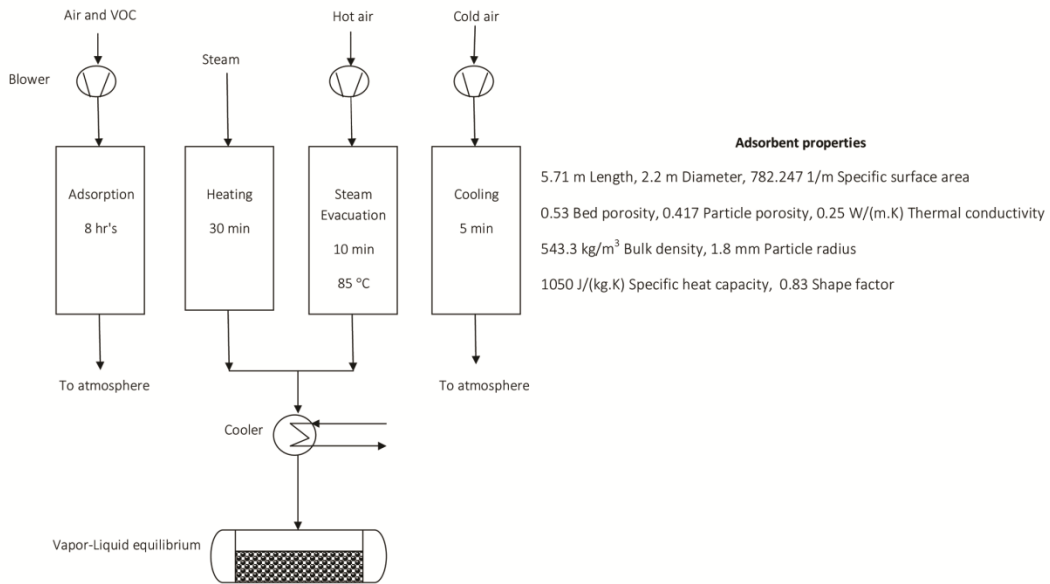 Air and VOC
Hot air
Cold air
Steam
Blower
Adsorption
8 hr's
Heating
30 min
Steam
Evacuation
10 min
85 °C
Cooling
5 min
Adsorbent properties
5.71 m Length, 2.2 m Diameter, 782.247 1/m Specific surface area
0.53 Bed porosity, 0.417 Particle porosity, 0.25 W/(m.K) Thermal conductivity
543.3 kg/m³ Bulk density, 1.8 mm Particle radius
1050 J/(kg.K) Specific heat capacity, 0.83 Shape factor
To atmosphere
To atmosphere
Cooler
Vapor-Liquid equilibrium